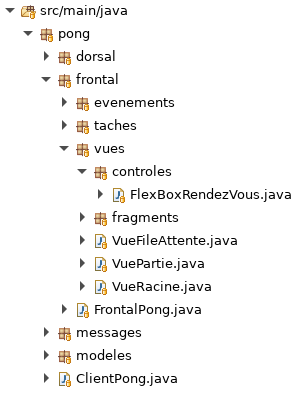 src/main/java
pong
dorsal
frontal
evenements
taches
vues
controles
FlexBoxRendezVous.java
fragments
VueFileAttente.java
VuePartie.java
VueRacine.java
FrontalPong.java
messages
modeles
ClientPong.java